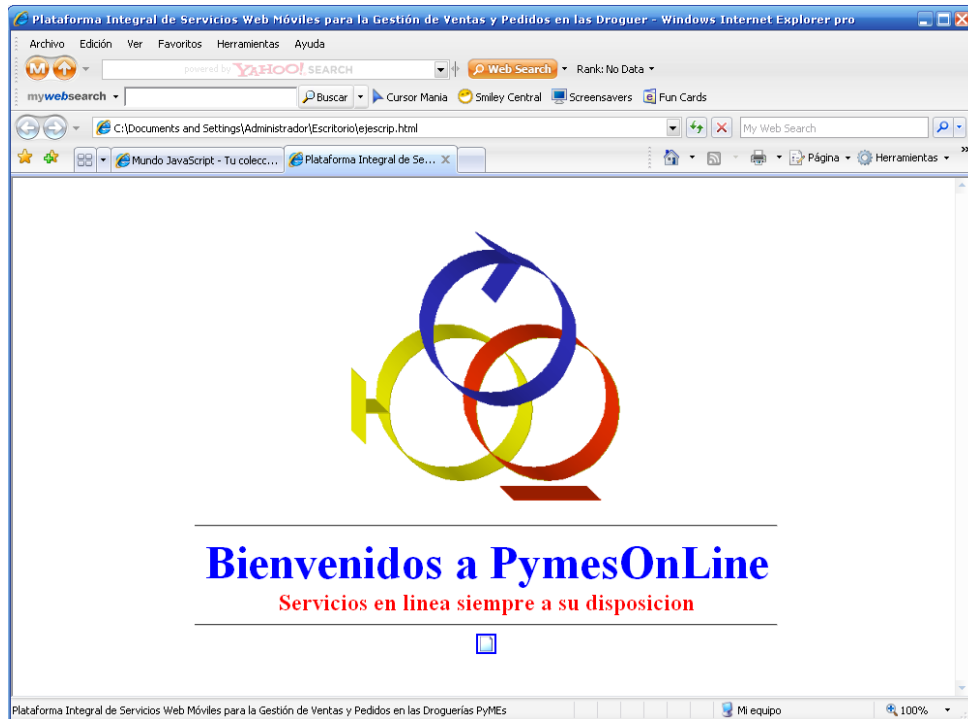 Plataforma Integral de Servicios Web Móviles para la Gestión de Ventas y Pedidos en las Droguer - Windows Internet Explorer pro
Archivo Edición Ver Favoritos Herramientas Ayuda
M powered by YAHOO! SEARCH Web Search Rank: No Data
mywebsearch Buscar Cursor Mania Smiley Central Screensavers Fun Cards
C:\Documents and Settings\Administrador\Escritorio\ejescrip.html My Web Search
Mundo JavaScript - Tu colecc... Plataforma Integral de Se... X Página Herramientas »
Bienvenidos a PymesOnLine
Servicios en linea siempre a su disposicion
Plataforma Integral de Servicios Web Móviles para la Gestión de Ventas y Pedidos en las Droguerías PyMEs Mi equipo 100%